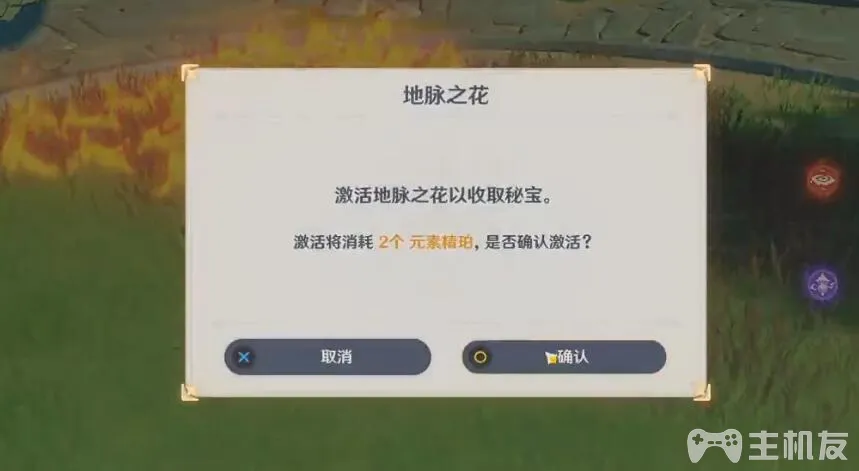 地脉之花
激活地脉之花以收取秘宝。
激活将消耗 2个 元素精珀, 是否确认激活?
取消
确认
主机友